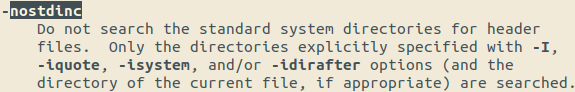 -nostdinc
Do not search the standard system directories for header
files.  Only the directories explicitly specified with -I,
-iquote, -isystem, and/or -idirafter options (and the
directory of the current file, if appropriate) are searched.